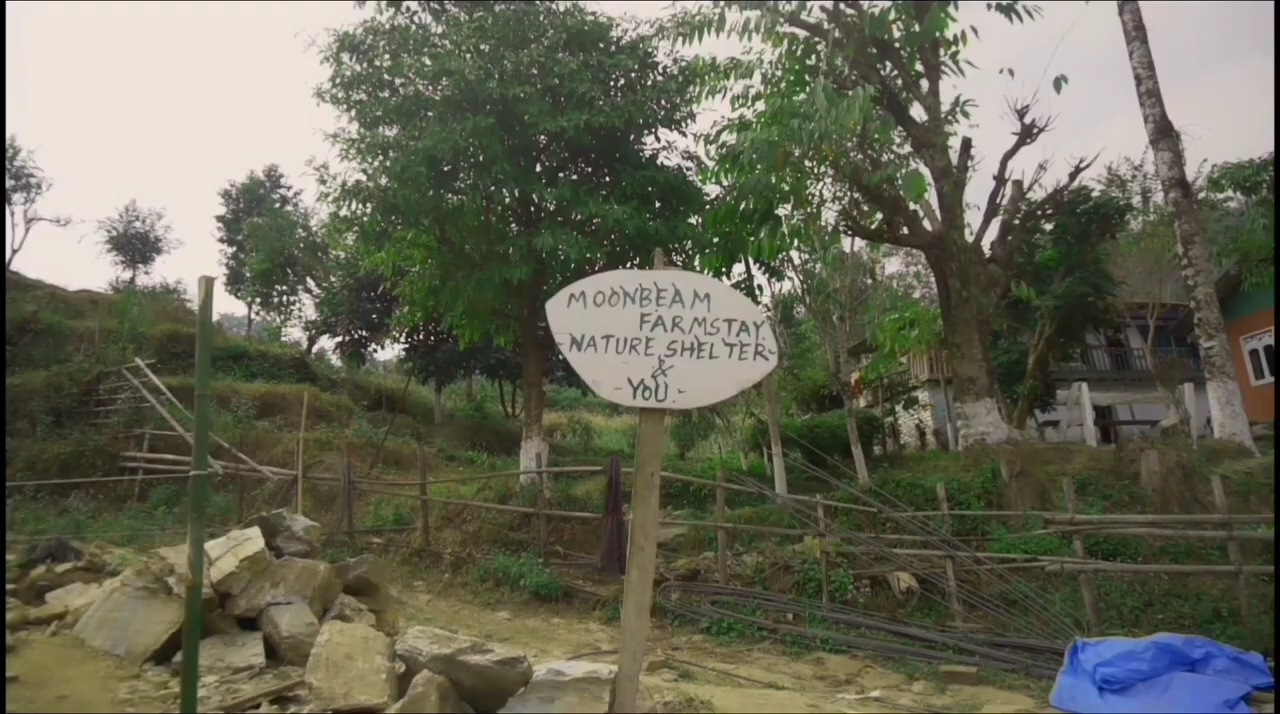 MOONBEAM
FARMSTAY,
-NATURE SHELTER-
&
-YOU.-